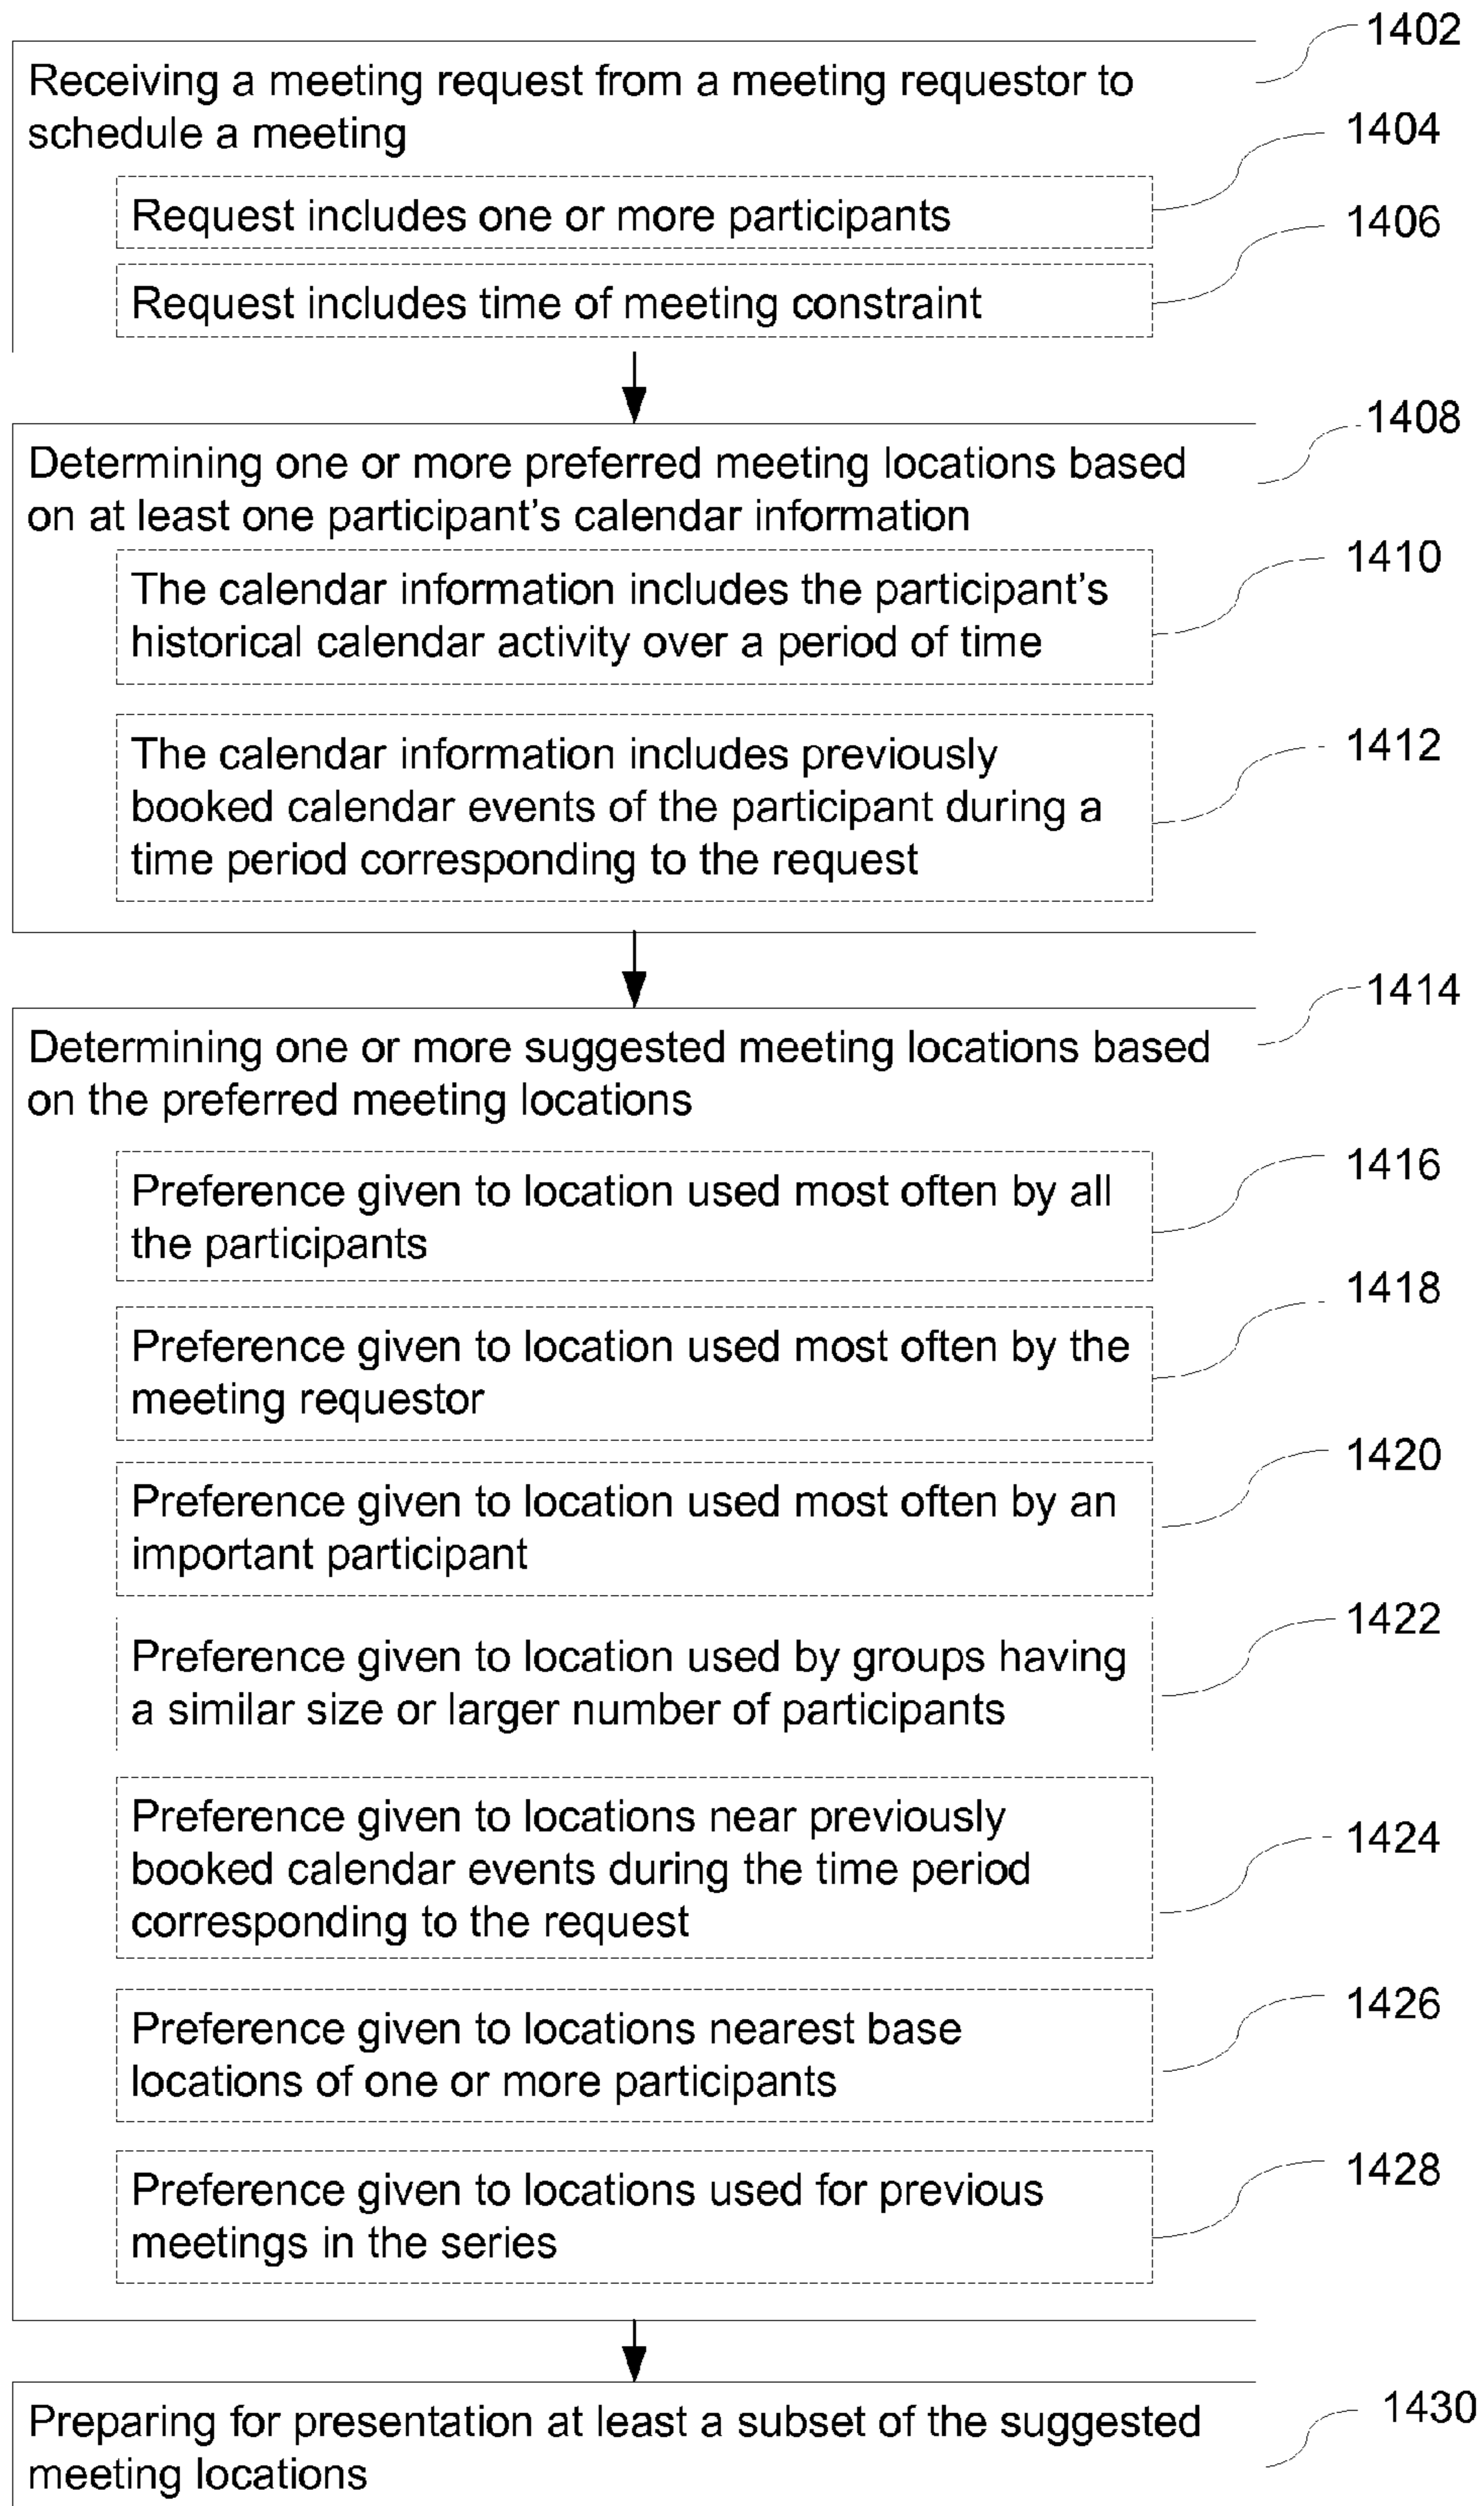 1402
Receiving a meeting request from a meeting requestor to
schedule a meeting
1404
Request includes one or more participants
1406
Request includes time of meeting constraint
1408
Determining one or more preferred meeting locations based
on at least one participant's calendar information
1410
The calendar information includes the participant's
historical calendar activity over a period of time
1412
The calendar information includes previously
booked calendar events of the participant during a
time period corresponding to the request
1414
Determining one or more suggested meeting locations based
on the preferred meeting locations
1416
Preference given to location used most often by all
the participants
1418
Preference given to location used most often by the
meeting requestor
1420
Preference given to location used most often by an
important participant
1422
Preference given to location used by groups having
a similar size or larger number of participants
1424
Preference given to locations near previously
booked calendar events during the time period
corresponding to the request
1426
Preference given to locations nearest base
locations of one or more participants
1428
Preference given to locations used for previous
meetings in the series
1430
Preparing for presentation at least a subset of the suggested
meeting locations